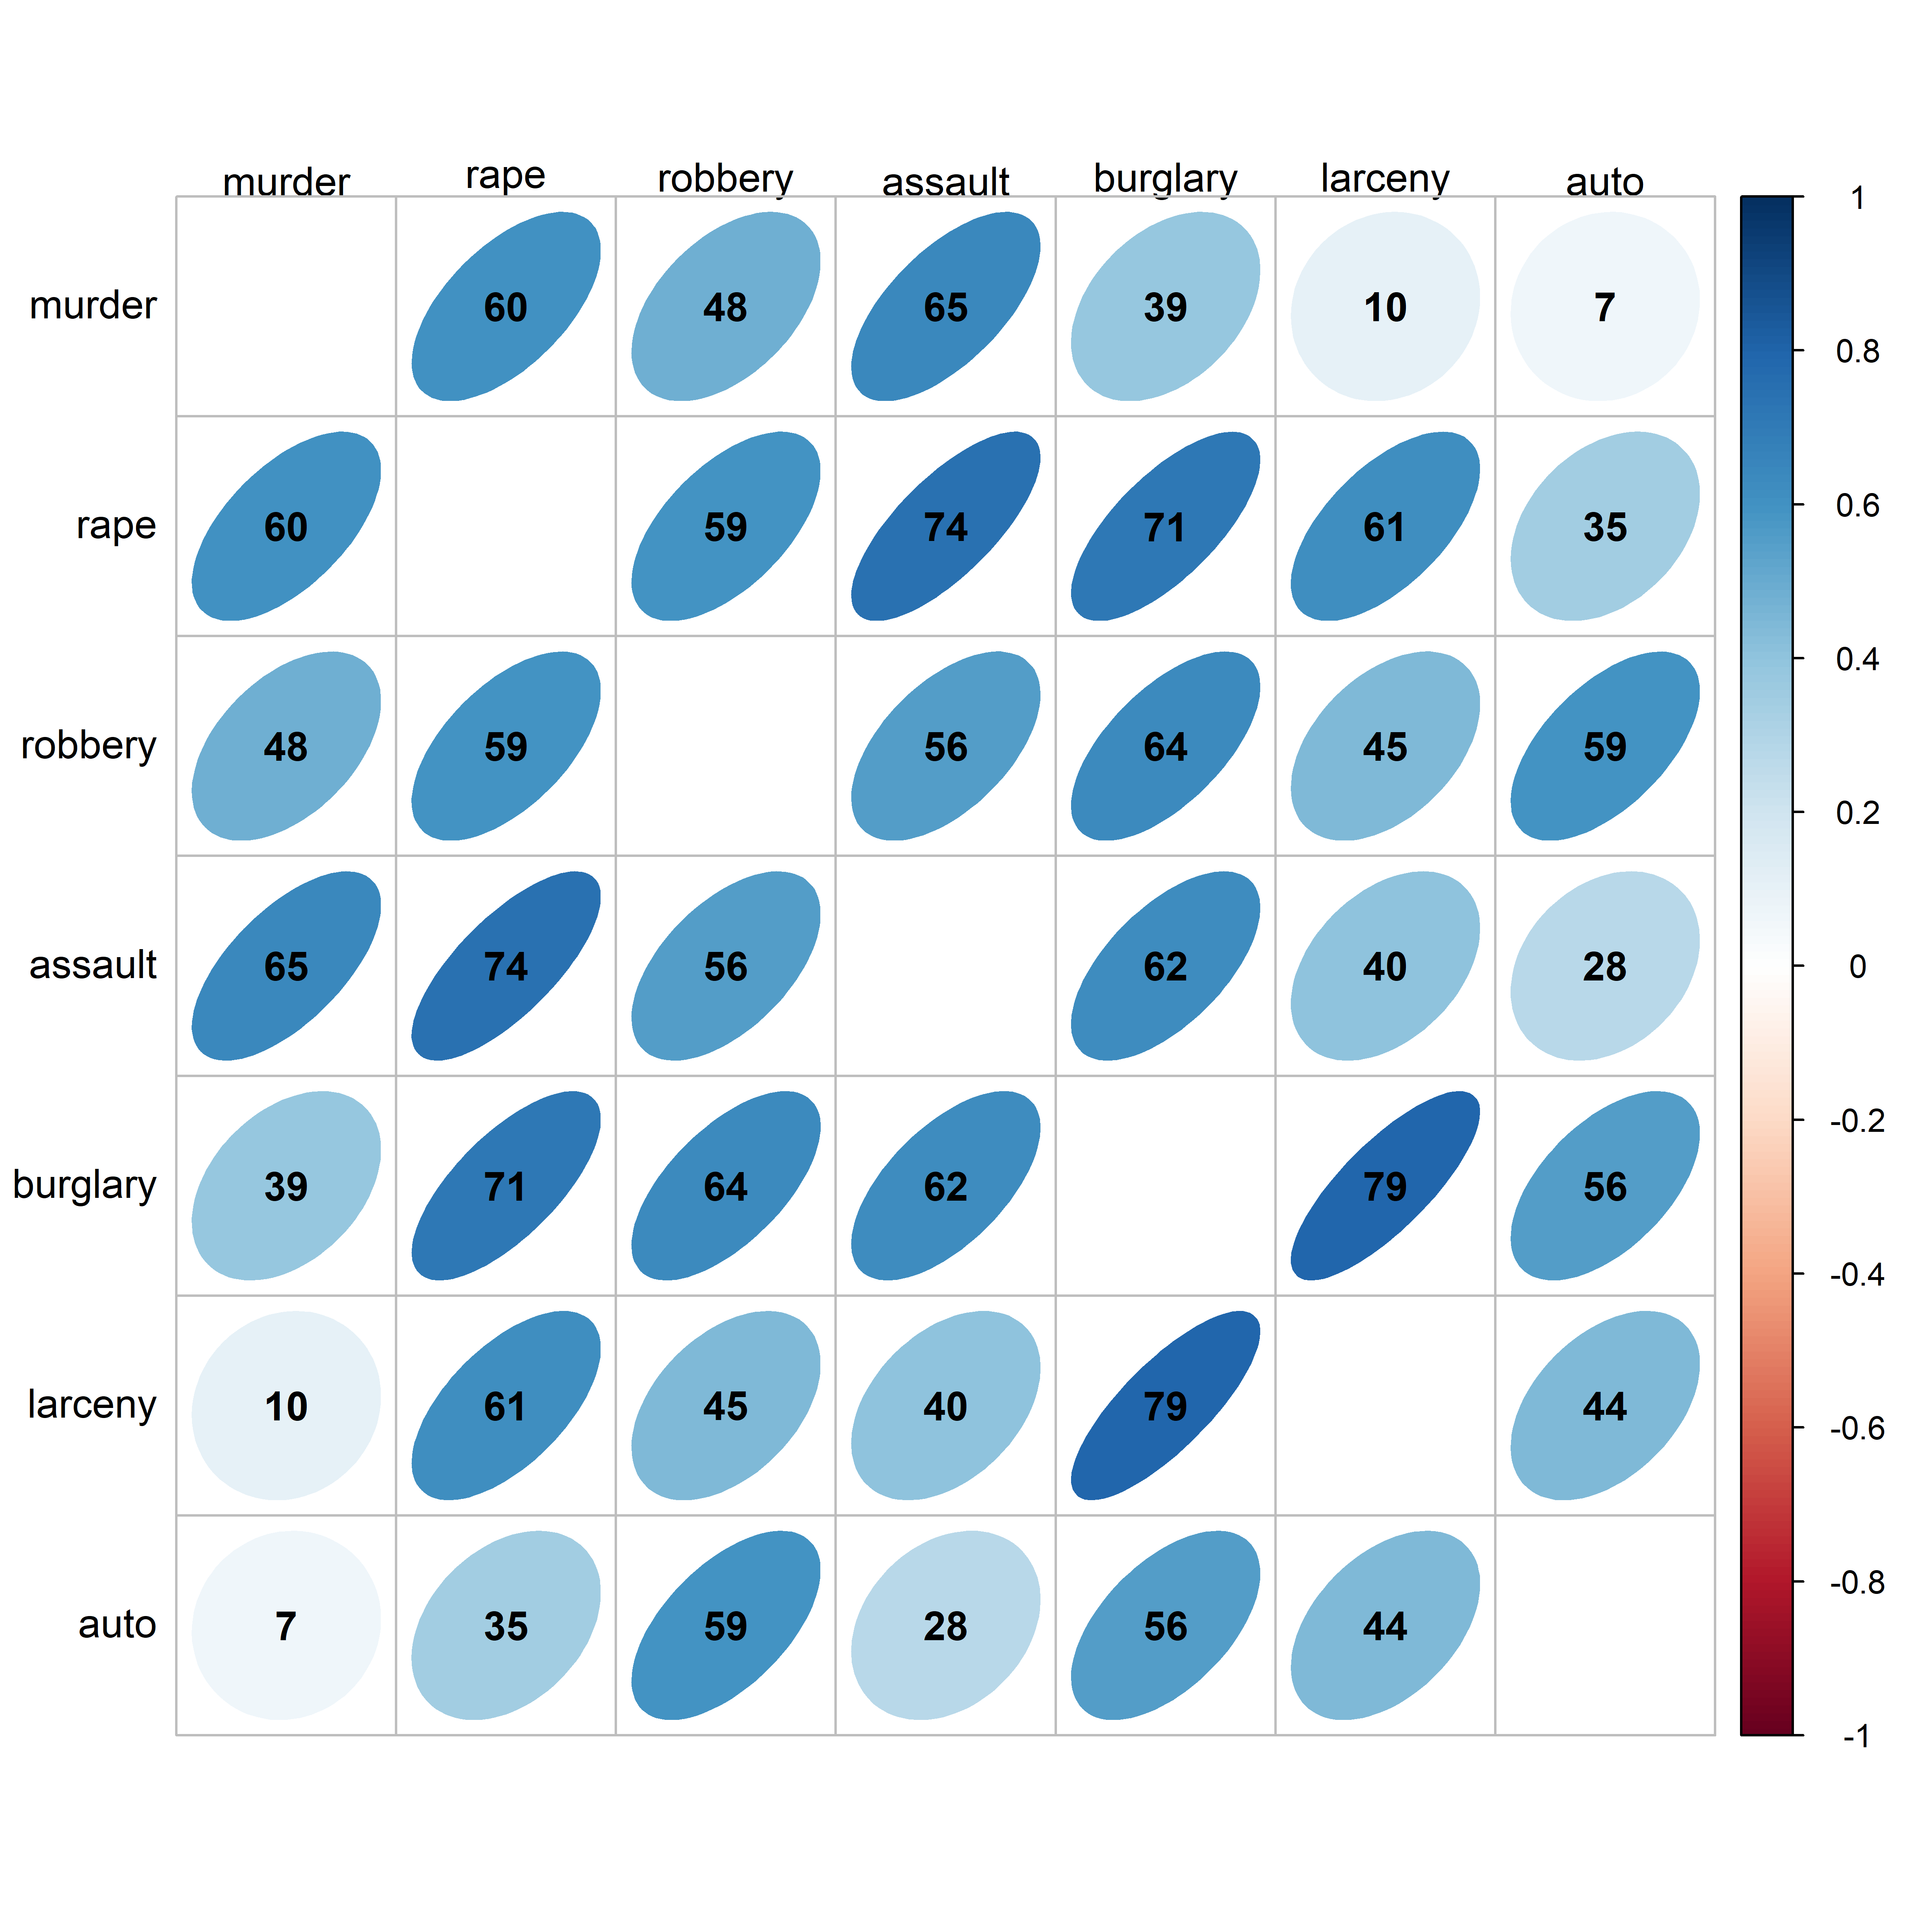 murder rape robbery assault burglary larceny auto
murder 60 48 65 39 10 7
rape 60 59 74 71 61 35
robbery 48 59 56 64 45 59
assault 65 74 56 62 40 28
burglary 39 71 64 62 79 56
larceny 10 61 45 40 79 44
auto 7 35 59 28 56 44
1
0.8
0.6
0.4
0.2
0
-0.2
-0.4
-0.6
-0.8
-1